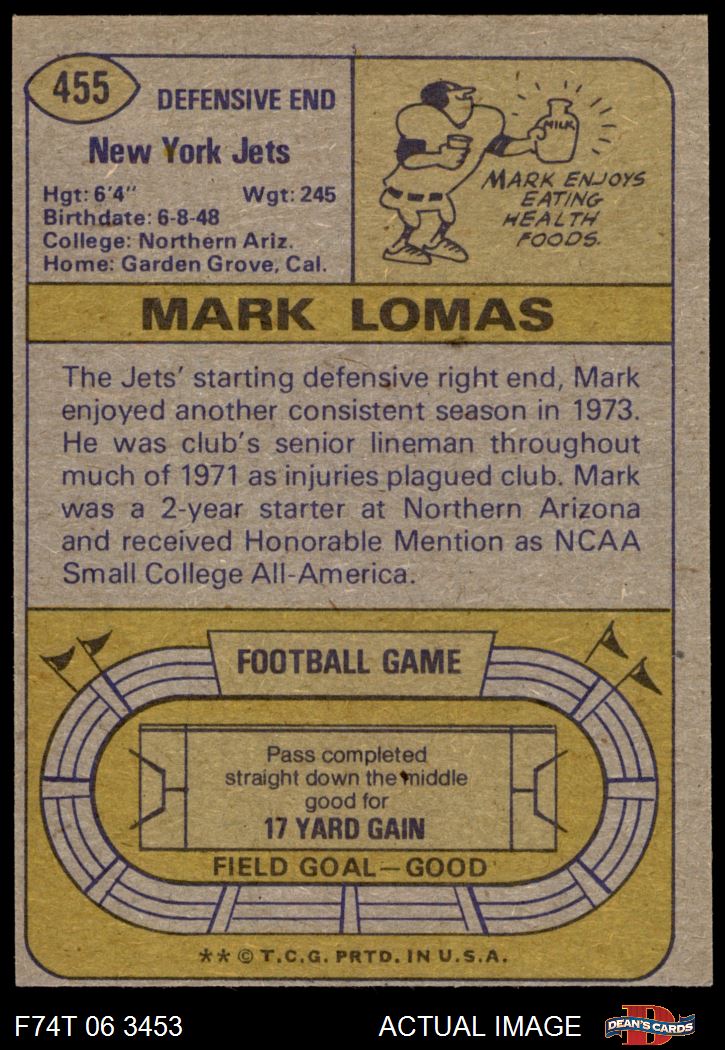 455
DEFENSIVE END
New York Jets
Hgt: 6'4" Wgt: 245
Birthdate: 6-8-48
College: Northern Ariz.
Home: Garden Grove, Cal.
MILK
MARK ENJOYS
EATING
HEALTH
FOODS.
MARK LOMAS
The Jets' starting defensive right end, Mark
enjoyed another consistent season in 1973.
He was club's senior lineman throughout
much of 1971 as injuries plagued club. Mark
was a 2-year starter at Northern Arizona
and received Honorable Mention as NCAA
Small College All-America.
FOOTBALL GAME
Pass completed
straight down the middle
good for
17 YARD GAIN
FIELD GOAL—GOOD
** © T.C.G. PRTD. IN U.S.A.
F74T 06 3453 ACTUAL IMAGE
D
DEAN'S CARDS